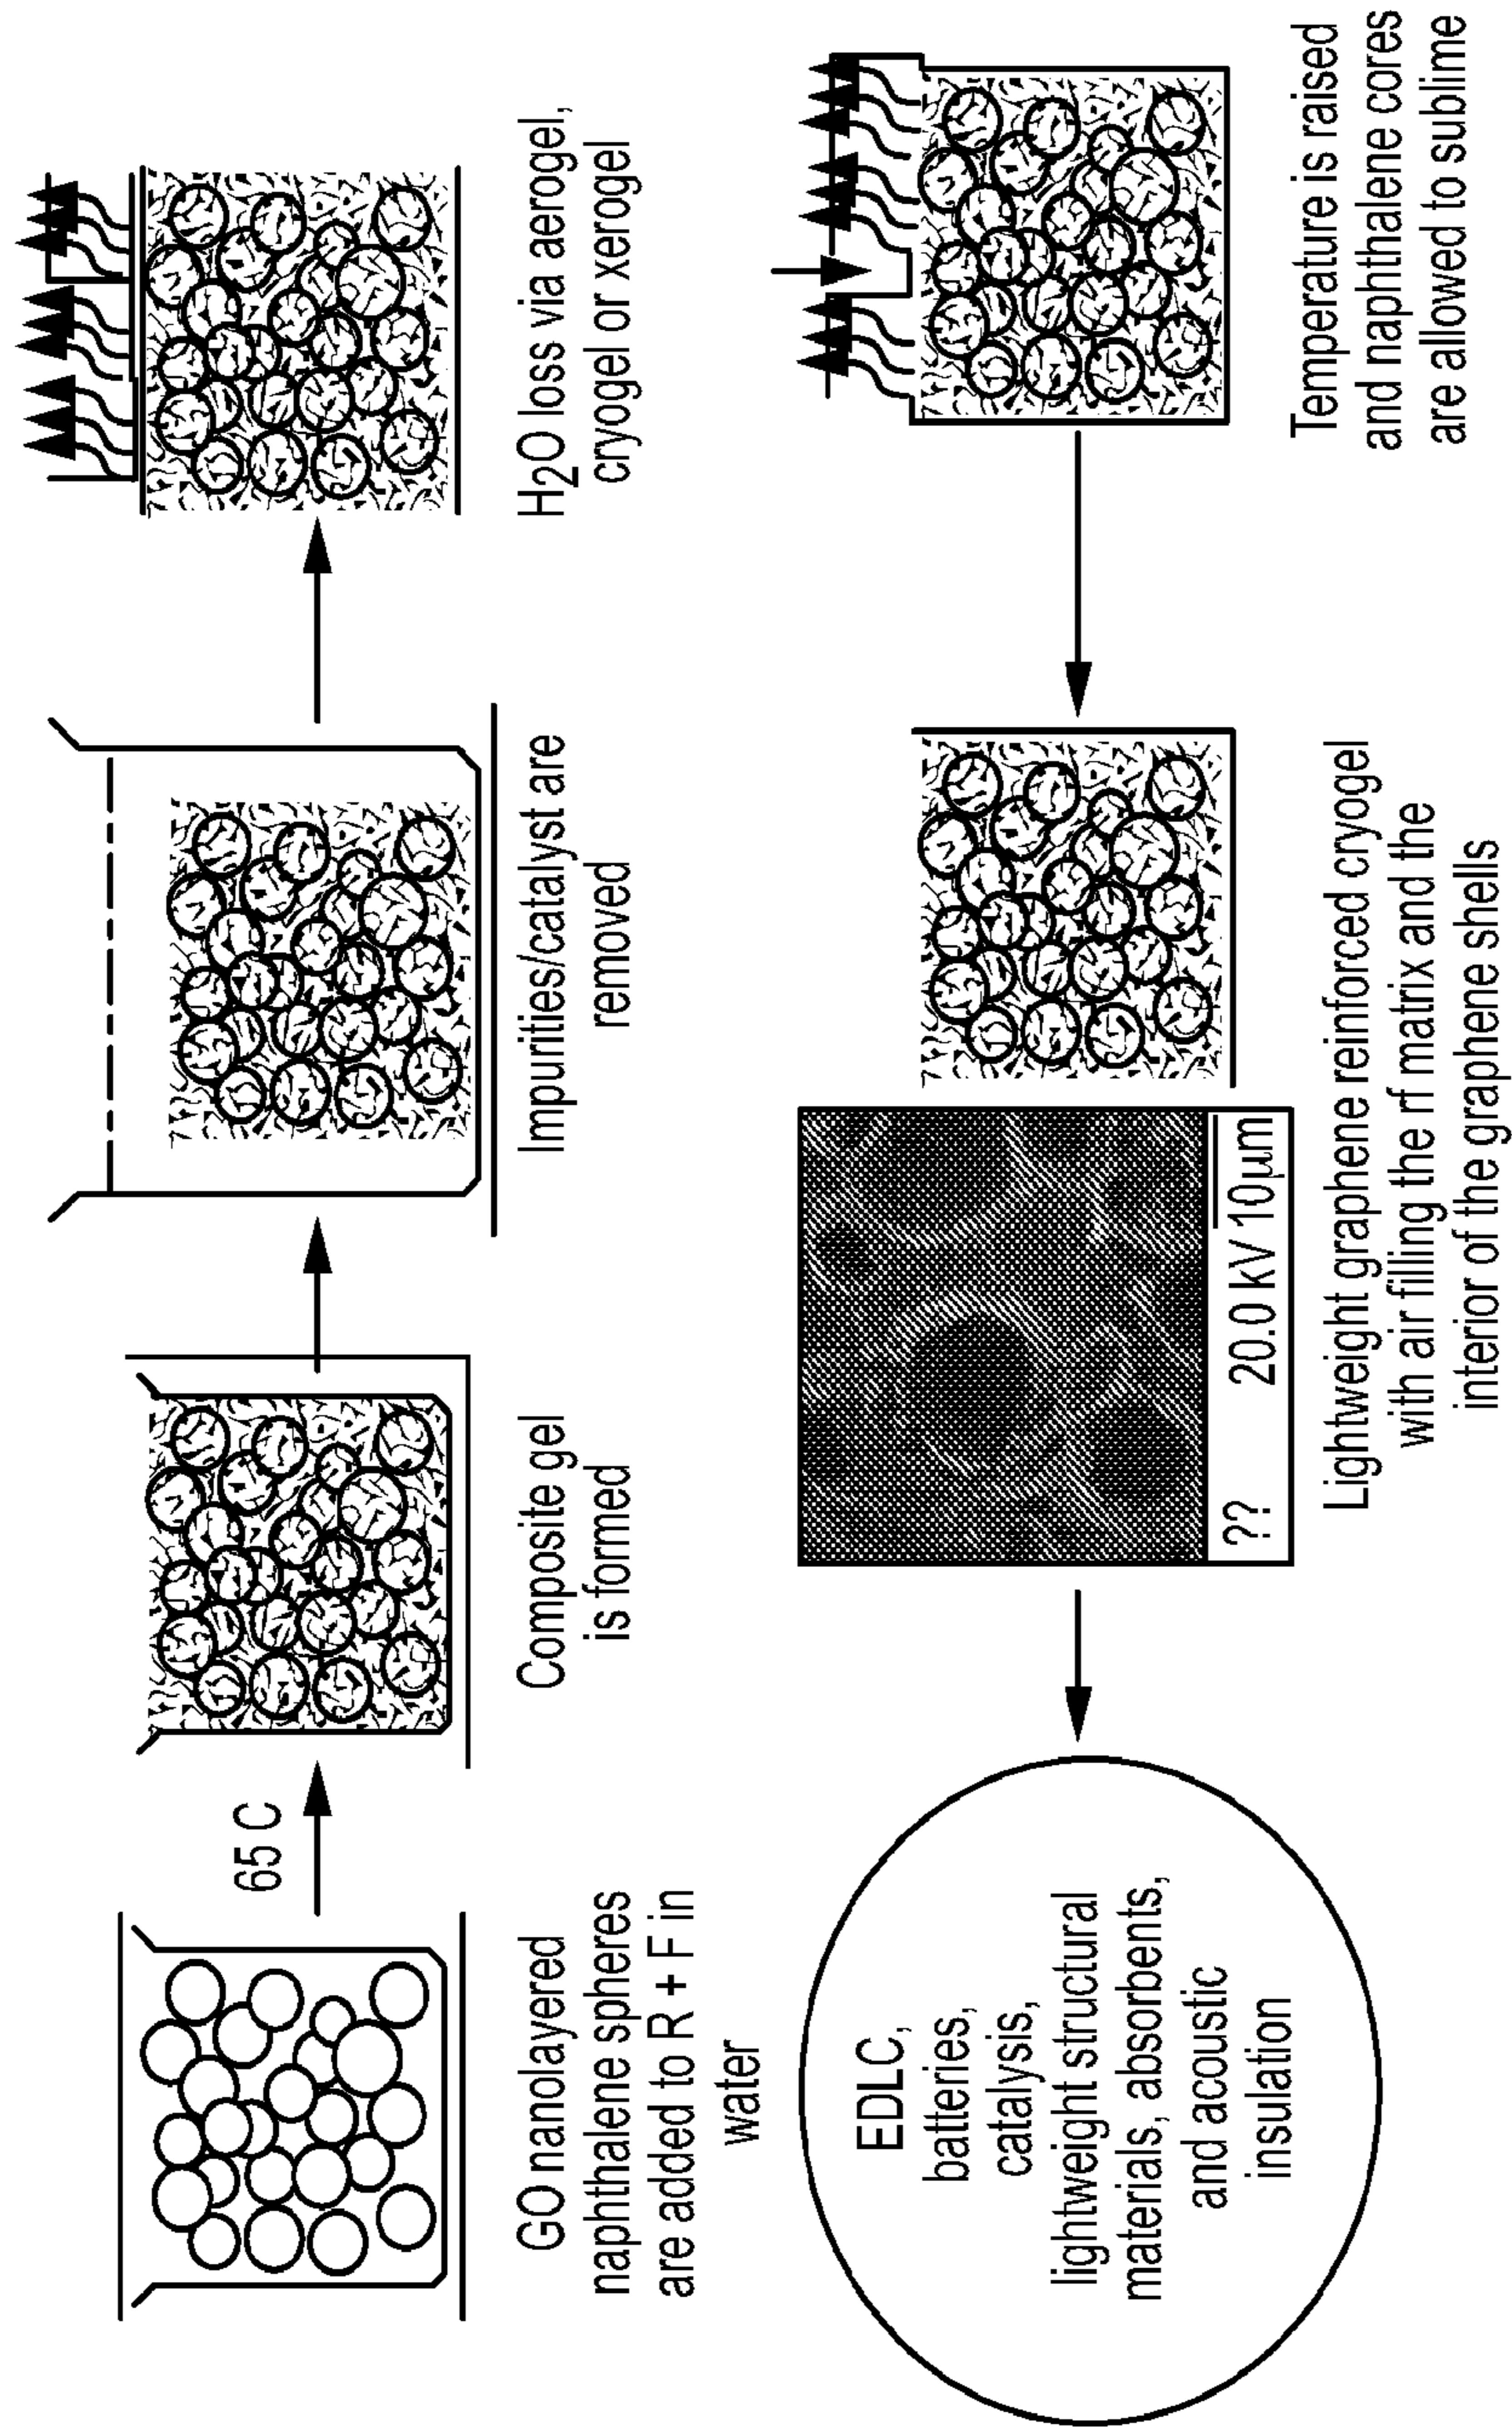 65 C
GO nanolayered
naphthalene spheres
are added to R + F in
water
Composite gel
is formed
Impurities/catalyst are
removed
H2O loss via aerogel,
cryogel or xerogel
Temperature is raised
and naphthalene cores
are allowed to sublime
Lightweight graphene reinforced cryogel
with air filling the rf matrix and the
interior of the graphene shells
?? 20.0 kV 10μm
EDLC,
batteries,
catalysis,
lightweight structural
materials, absorbents,
and acoustic
insulation